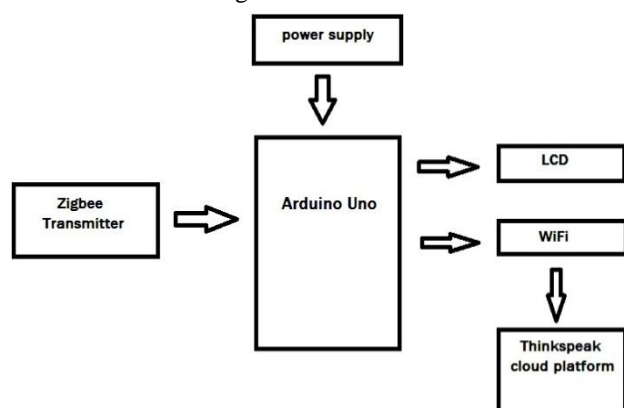 power supply
LCD
Zigbee
Transmitter
Arduino Uno
WiFi
Thinkspeak
cloud platform